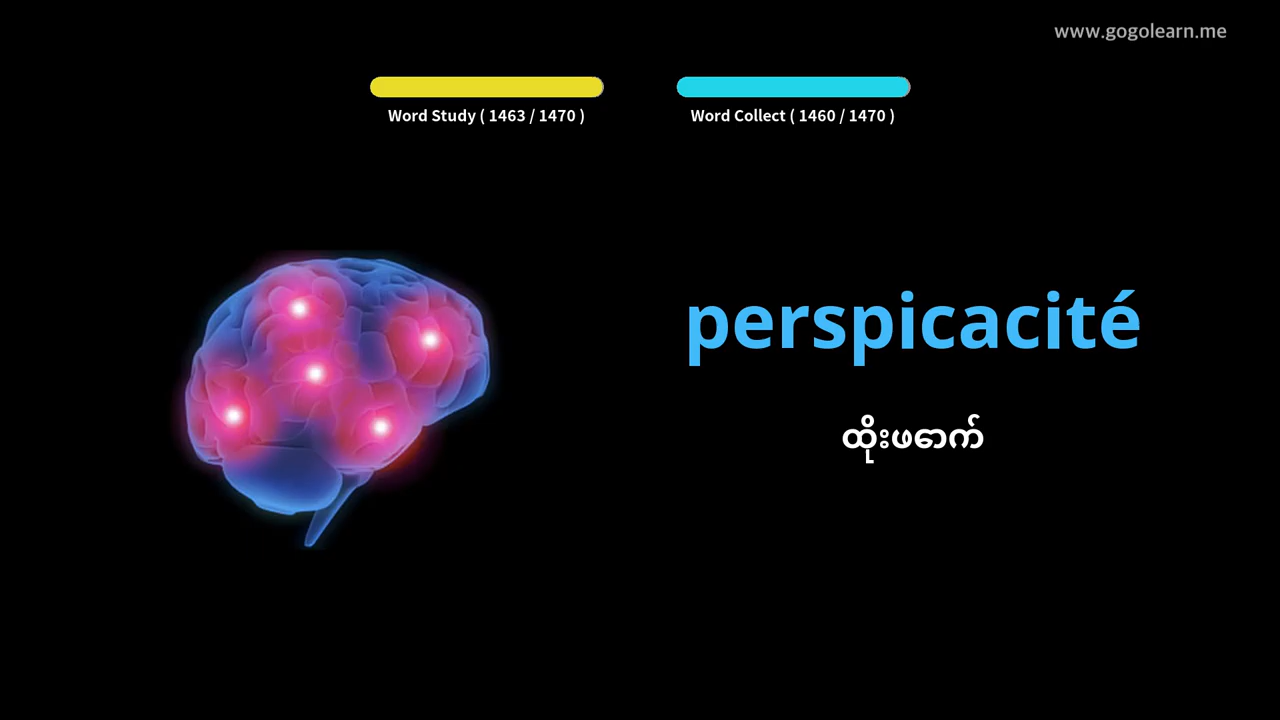 www.gogolearn.me
Word Study ( 1463 / 1470 )
Word Collect ( 1460 / 1470 )
perspicacité
ထိုးဖောက်